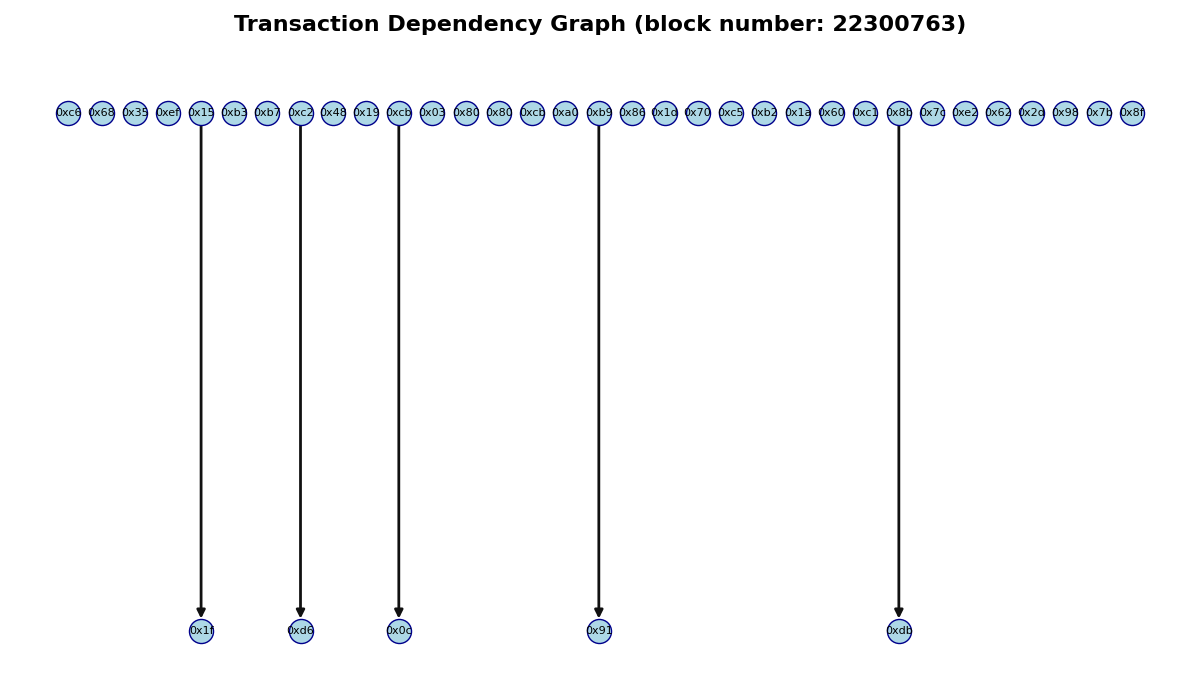 Transaction Dependency Graph (block number: 22300763)
0xc6 0x68 0x35 0xef 0x15 0xb3 0xb7 0xc2 0x48 0x19 0xcb 0x03 0x80 0x80 0xcb 0xa0 0xb9 0x86 0x1d 0x70 0xc5 0xb2 0x1a 0x60 0xc1 0x8b 0x7c 0xe2 0x62 0x2d 0x98 0x7b 0x8f
0x1f 0xd6 0x0c 0x91 0xdb